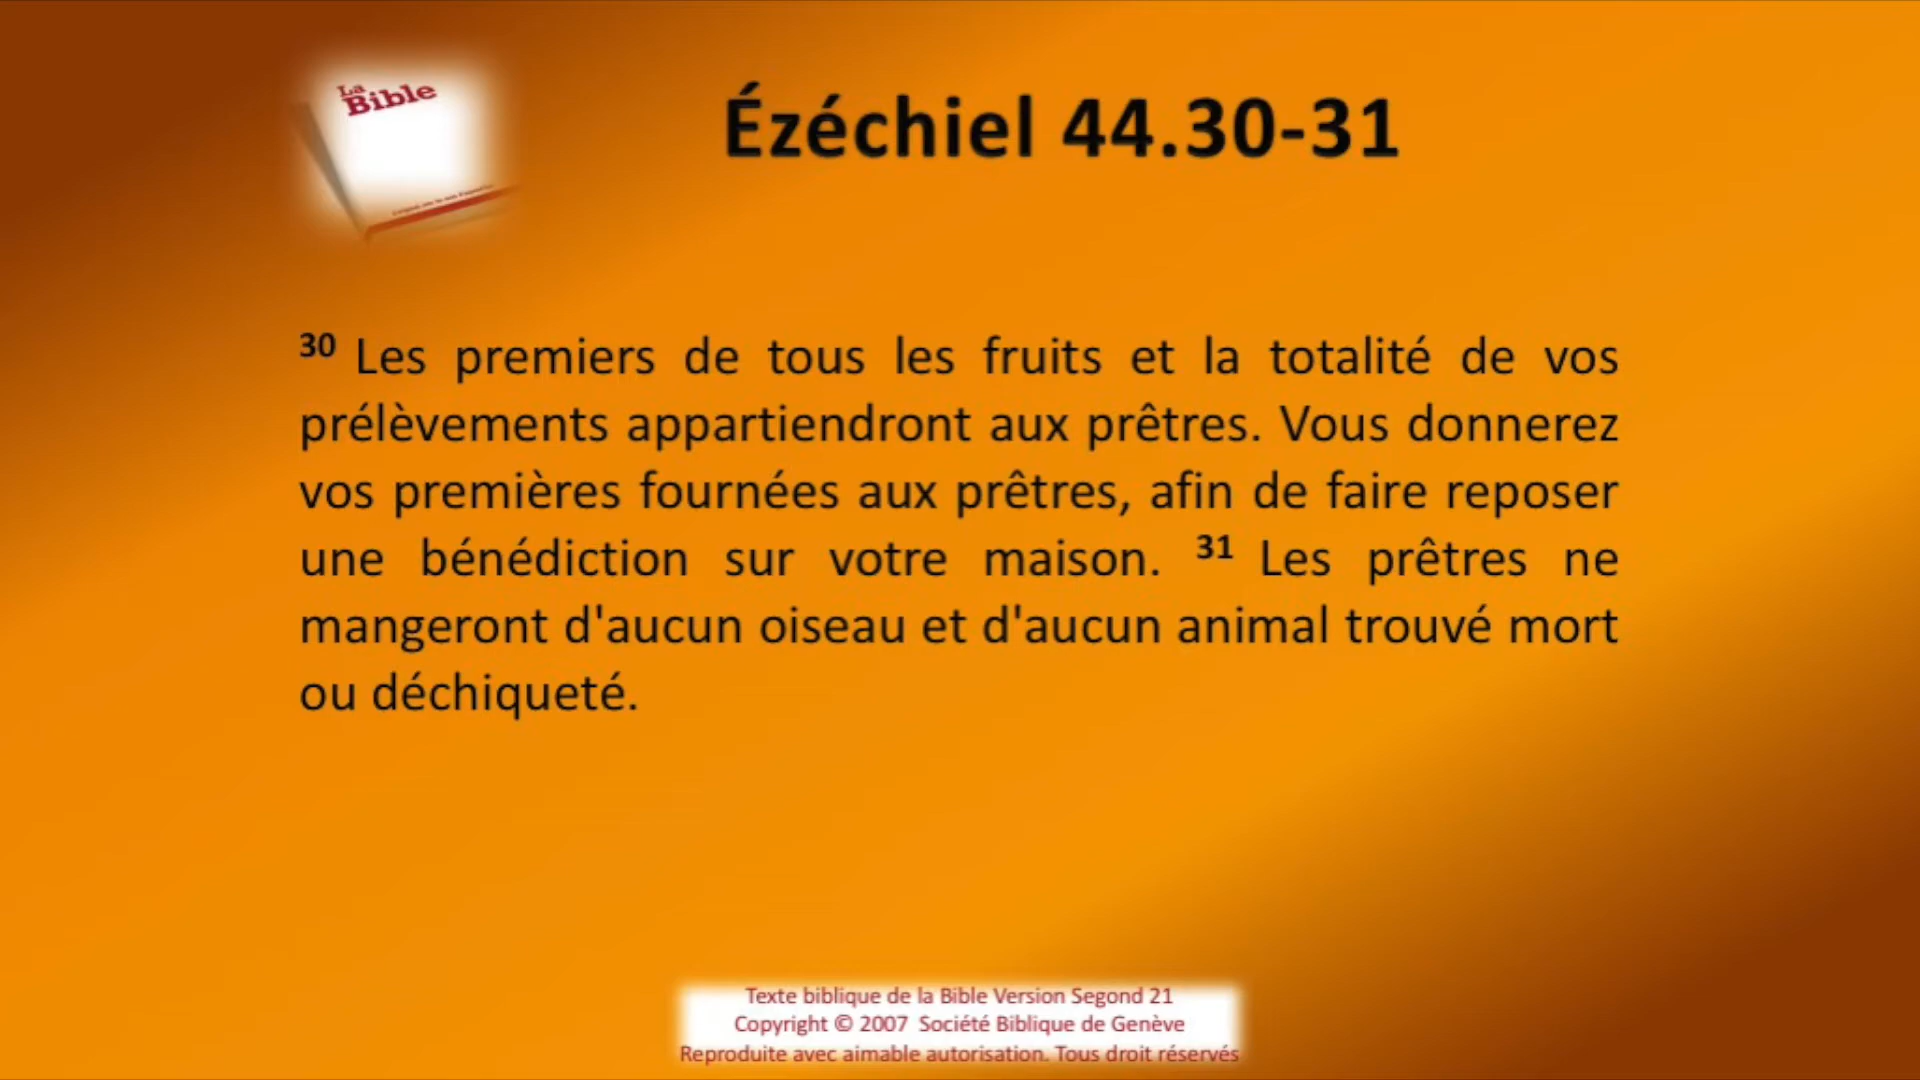 La
Bible
Ézéchiel 44.30-31
30 Les premiers de tous les fruits et la totalité de vos
prélèvements appartiendront aux prêtres. Vous donnerez
vos premières fournées aux prêtres, afin de faire reposer
une bénédiction sur votre maison. 31 Les prêtres ne
mangeront d'aucun oiseau et d'aucun animal trouvé mort
ou déchiqueté.
Texte biblique de la Bible Version Segond 21
Copyright © 2007 Société Biblique de Genève
Reproduite avec aimable autorisation. Tous droit réservés